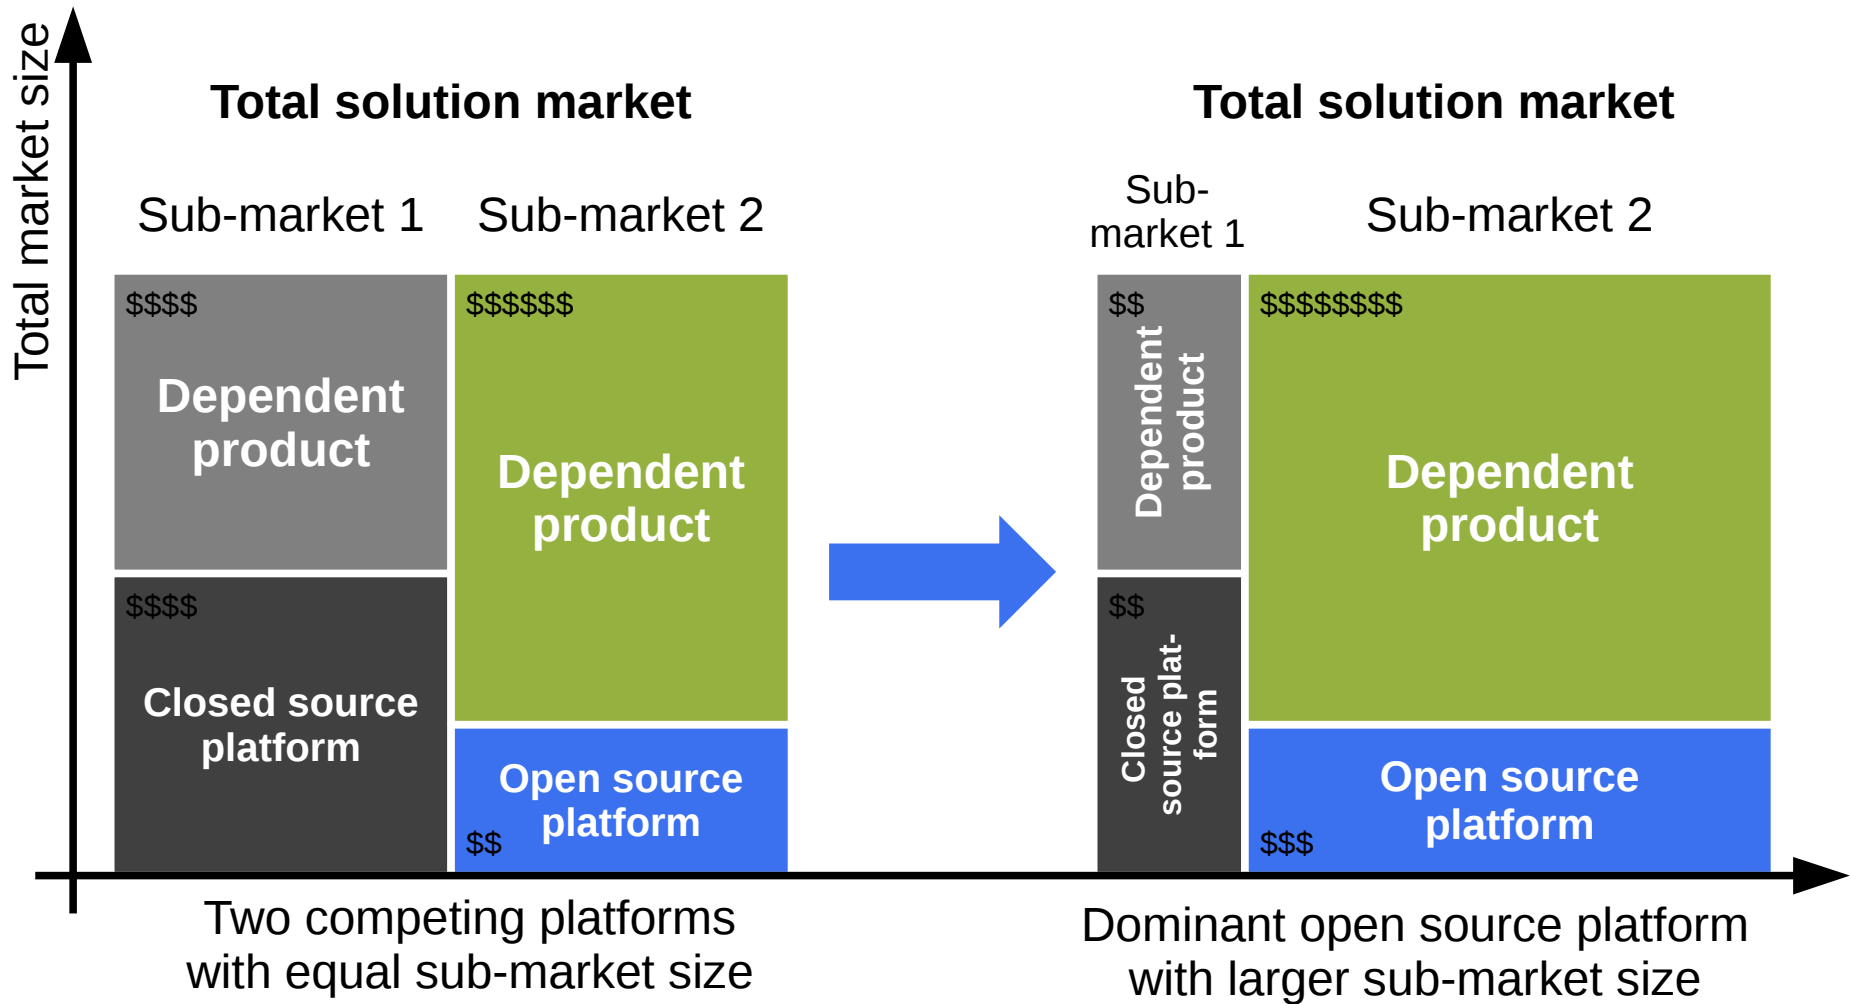 Total market size
Total solution market
Sub-market 1
Sub-market 2
$$$$
Dependent
product
$$$$
Closed source
platform
$$$$$$
Dependent
product
Open source
platform
$$
Two competing platforms
with equal sub-market size
Total solution market
Sub-
market 1
Sub-market 2
$$
Dependent
product
$$
Closed
source plat-
form
$$$$$$$$
Dependent
product
Open source
platform
$$$
Dominant open source platform
with larger sub-market size